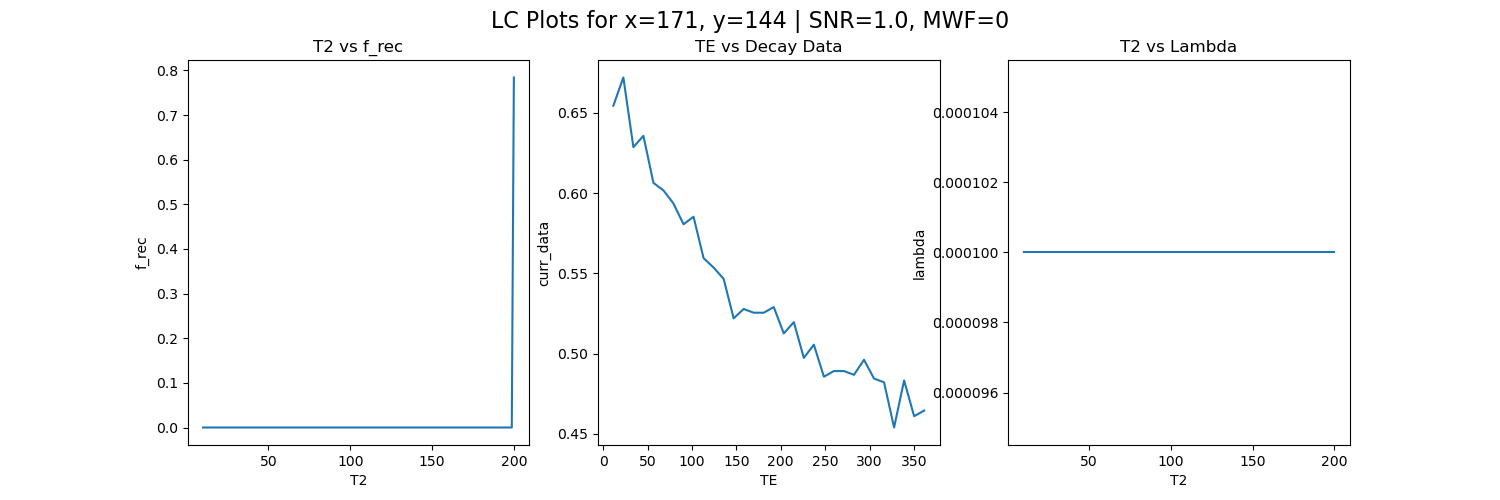 LC Plots for x=171, y=144 | SNR=1.0, MWF=0
T2 vs f_rec
0.8
0.7
0.6
0.5
0.4
0.3
0.2
0.1
0.0
f_rec
50 100 150 200
T2
TE vs Decay Data
0.65
0.60
0.55
0.50
0.45
curr_data
0 50 100 150 200 250 300 350
TE
T2 vs Lambda
0.000104
0.000102
0.000100
0.000098
0.000096
lambda
50 100 150 200
T2